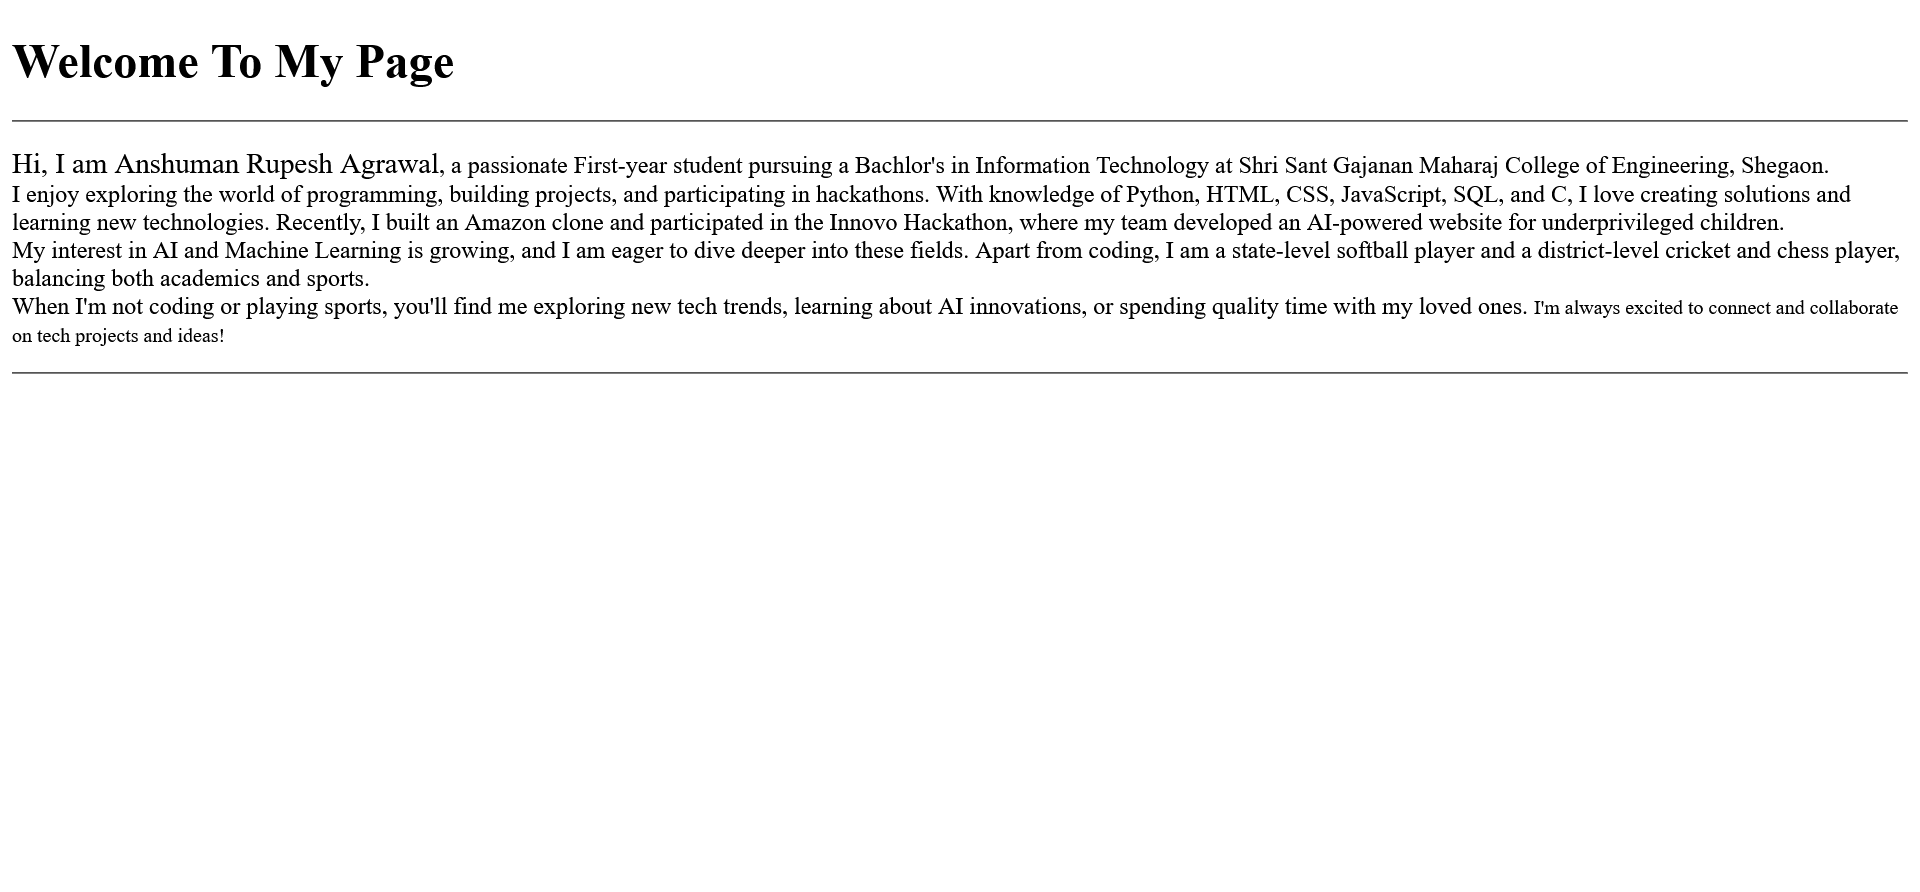 Welcome To My Page
Hi, I am Anshuman Rupesh Agrawal, a passionate First-year student pursuing a Bachlor's in Information Technology at Shri Sant Gajanan Maharaj College of Engineering, Shegaon.
I enjoy exploring the world of programming, building projects, and participating in hackathons. With knowledge of Python, HTML, CSS, JavaScript, SQL, and C, I love creating solutions and
learning new technologies. Recently, I built an Amazon clone and participated in the Innovo Hackathon, where my team developed an AI-powered website for underprivileged children.
My interest in AI and Machine Learning is growing, and I am eager to dive deeper into these fields. Apart from coding, I am a state-level softball player and a district-level cricket and chess player,
balancing both academics and sports.
When I'm not coding or playing sports, you'll find me exploring new tech trends, learning about AI innovations, or spending quality time with my loved ones. I'm always excited to connect and collaborate
on tech projects and ideas!